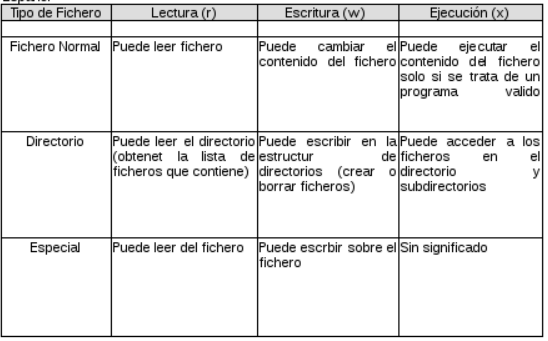 Tipo de Fichero Lectura (r) Escritura (w) Ejecución (x)
Fichero Normal Puede leer fichero Puede cambiar el contenido del fichero Puede ejecutar el contenido del fichero solo si se trata de un programa valido
Directorio Puede leer el directorio (obtenet la lista de ficheros que contiene) Puede escribir en la estructur de directorios (crear o borrar ficheros) Puede acceder a los ficheros en el directorio y subdirectorios
Especial Puede leer del fichero Puede escrbir sobre el fichero Sin significado